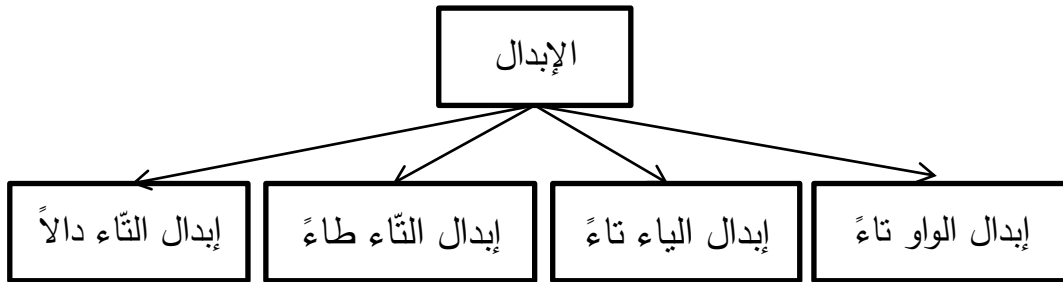 الإبدال
إبدال الواو تاءً
إبدال الياء تاءً
إبدال التّاء طاءً
إبدال التّاء دالاً